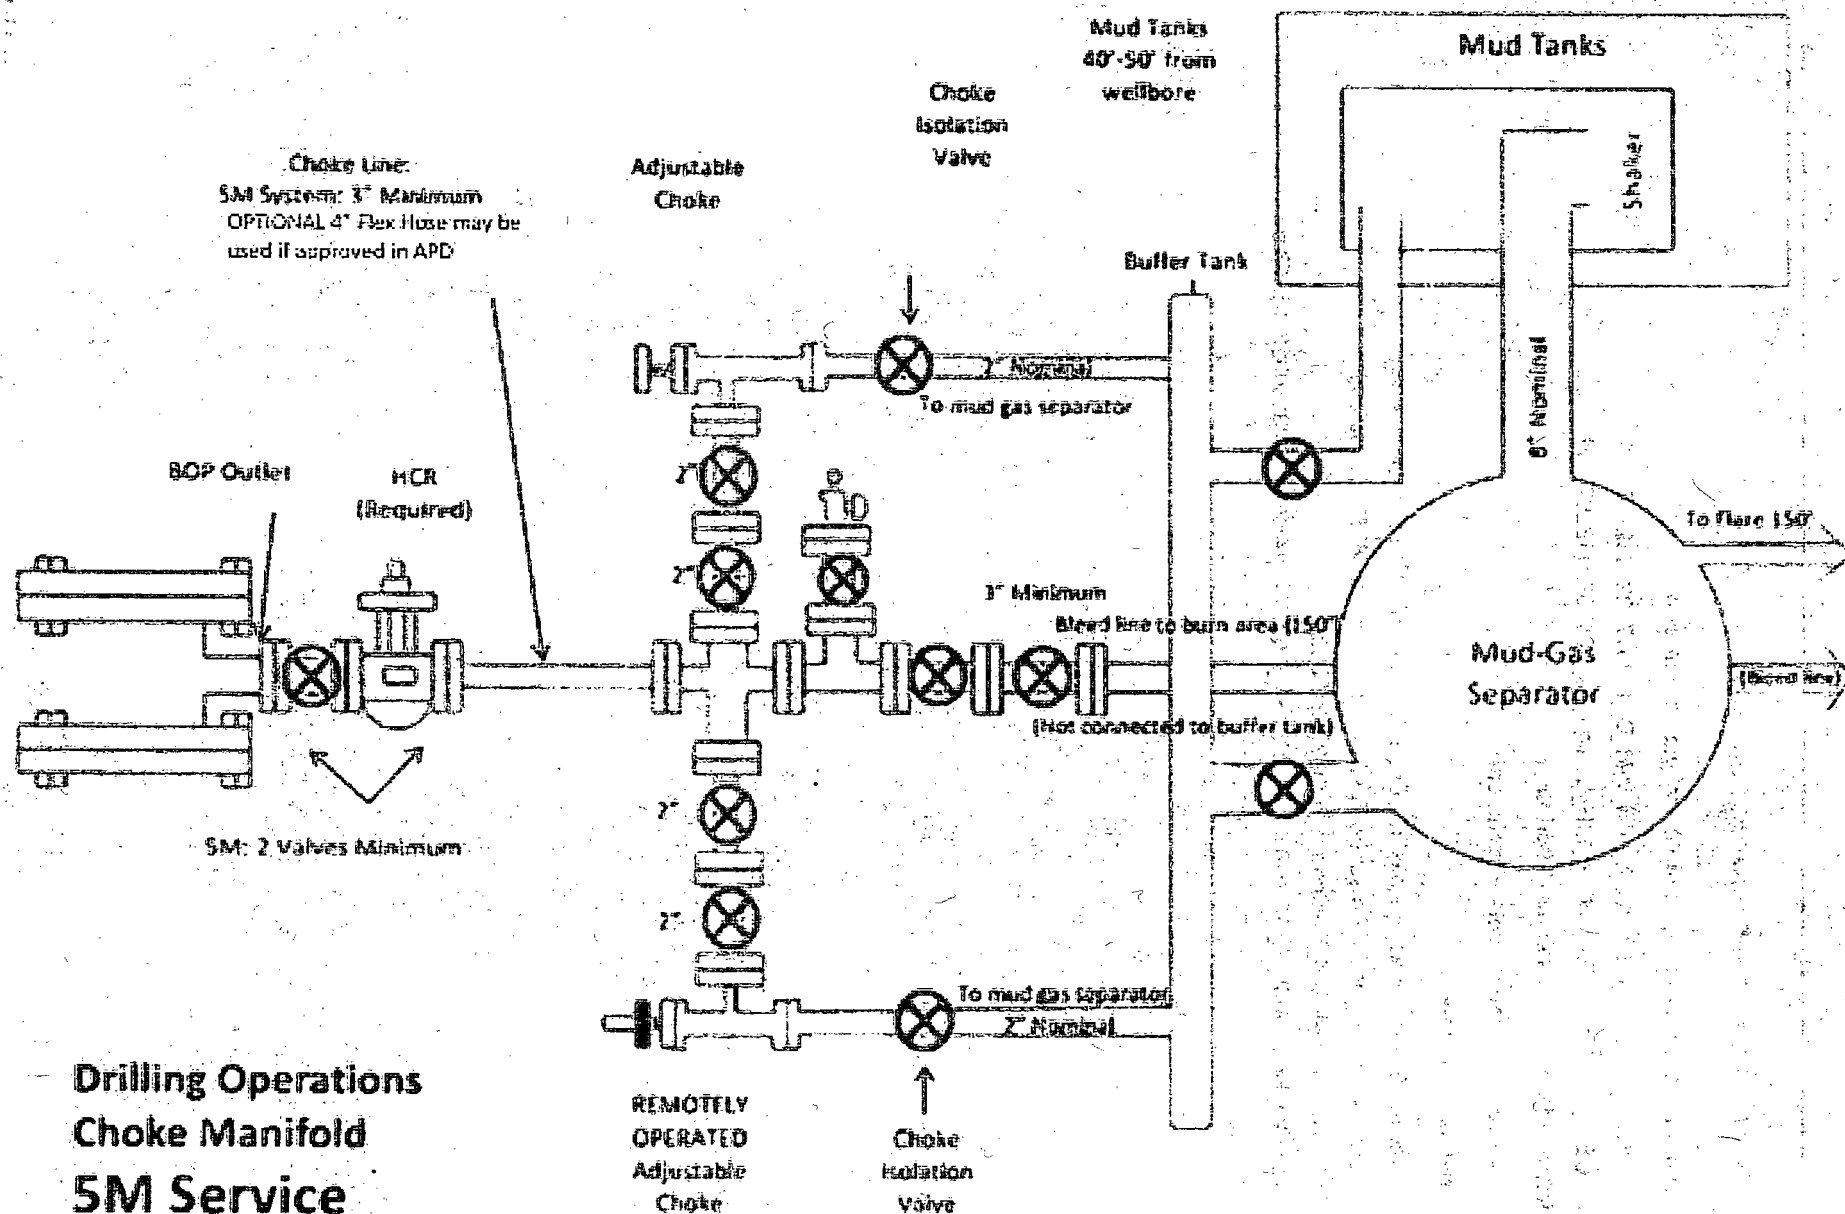 Mud Tanks
40'-50' from
wellbore
Mud Tanks
Shaker
Choke
Isolation
Valve
Choke Line:
5M System: 3" Minimum
OPTIONAL 4" Flex Hose may be
used if approved in APD
Adjustable
Choke
Buffer Tank
2" Nominal
To mud gas separator
8" Nominal
BOP Outlet
HCR
(Required)
2"
2"
To Flare 150'
3" Minimum
Bleed line to burn area (150')
Mud-Gas
Separator
(Bleed line)
(Not connected to buffer tank)
5M: 2 Valves Minimum
2"
2"
To mud gas separator
2" Nominal
Drilling Operations
Choke Manifold
5M Service
REMOTELY
OPERATED
Adjustable
Choke
Choke
Isolation
Valve